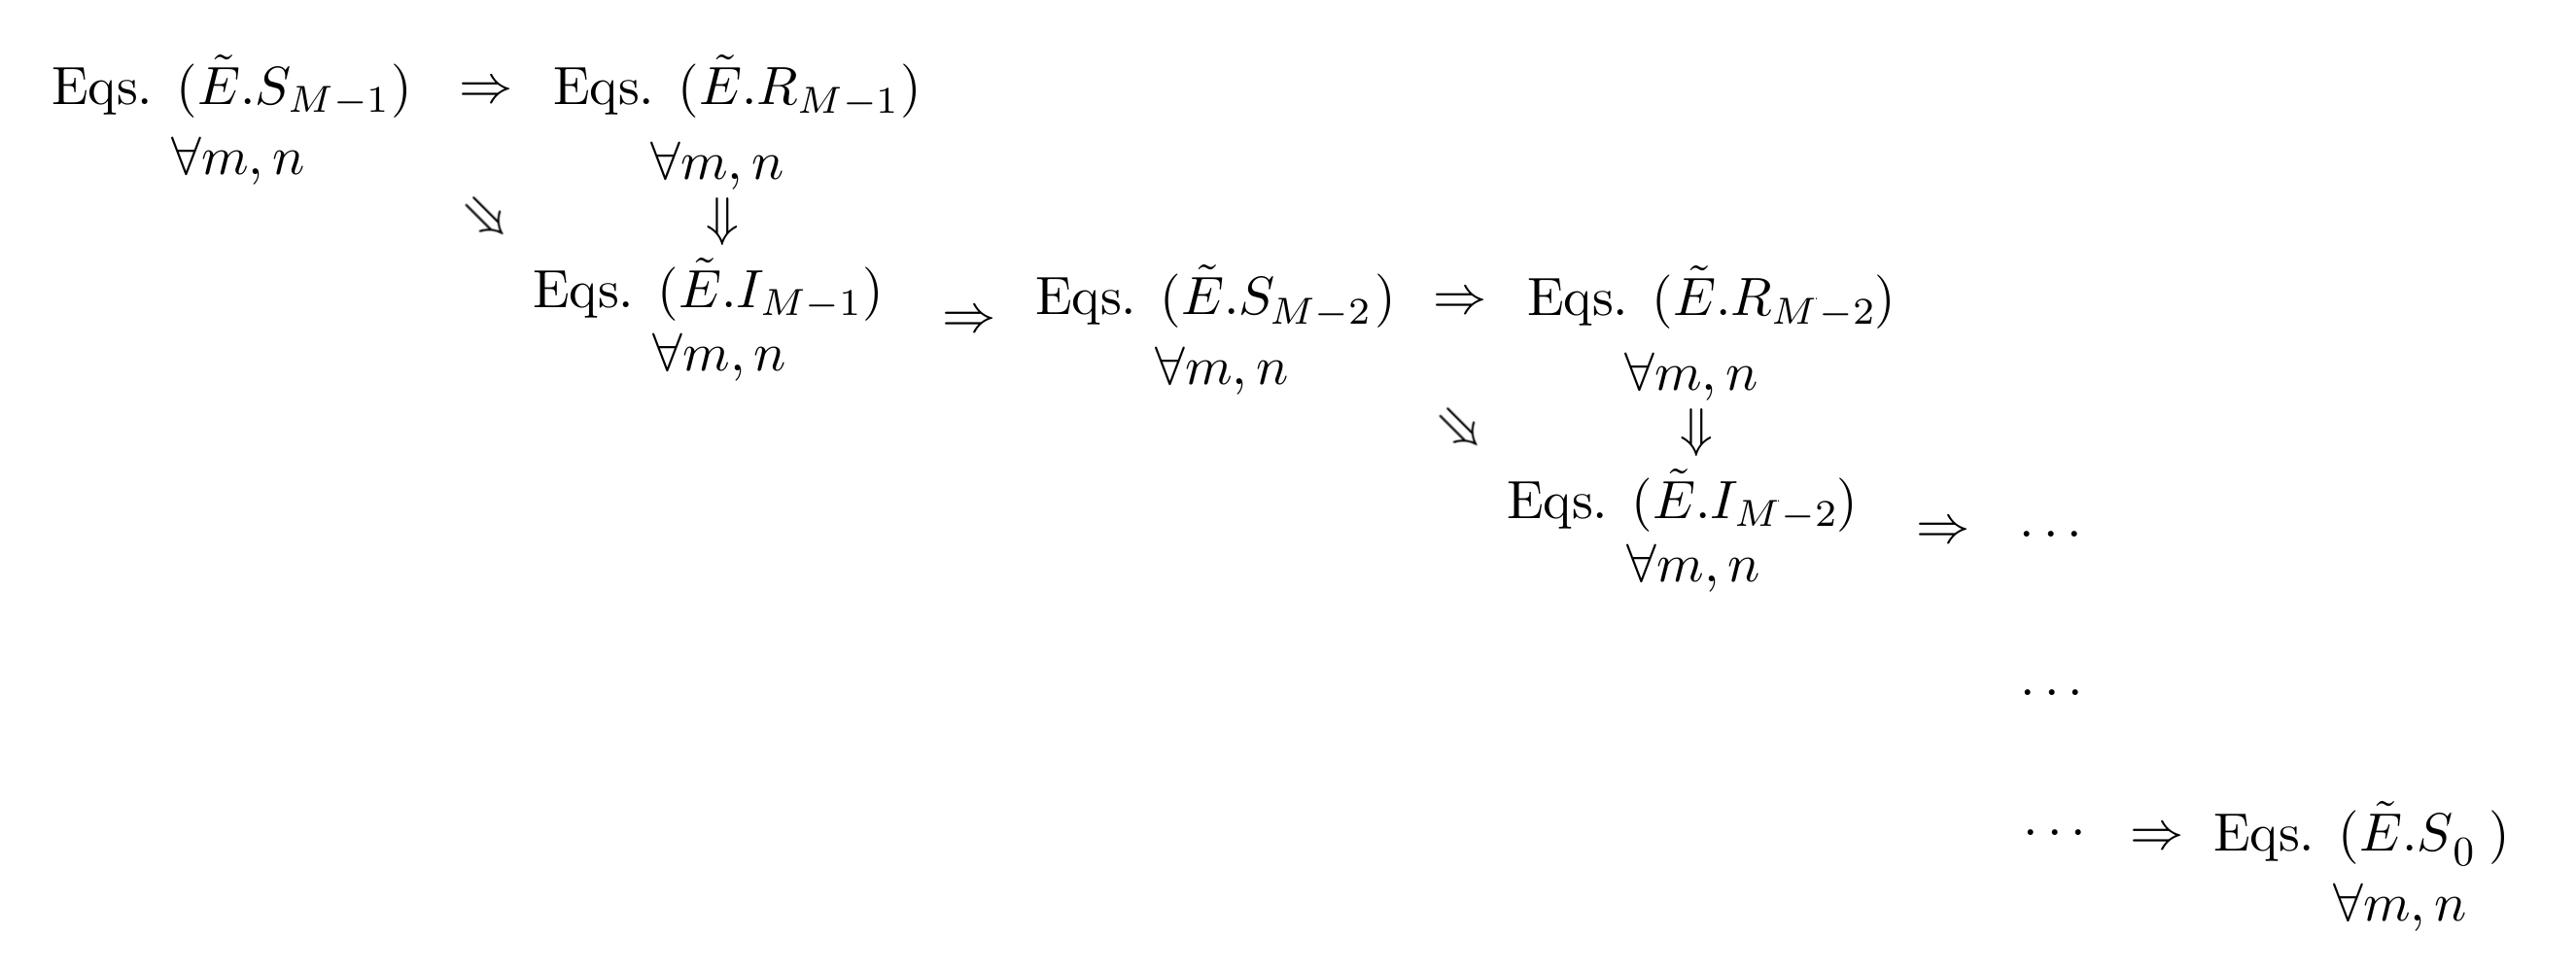 Eqs. (Ẽ.S_{M−1}) ⇒ Eqs. (Ẽ.R_{M−1})
∀m, n ∀m, n
⇘ ⇓
Eqs. (Ẽ.I_{M−1}) ⇒ Eqs. (Ẽ.S_{M−2}) ⇒ Eqs. (Ẽ.R_{M−2})
∀m, n ∀m, n ∀m, n
⇘ ⇓
Eqs. (Ẽ.I_{M−2}) ⇒ ···
∀m, n
···
··· ⇒ Eqs. (Ẽ.S_0 )
∀m, n